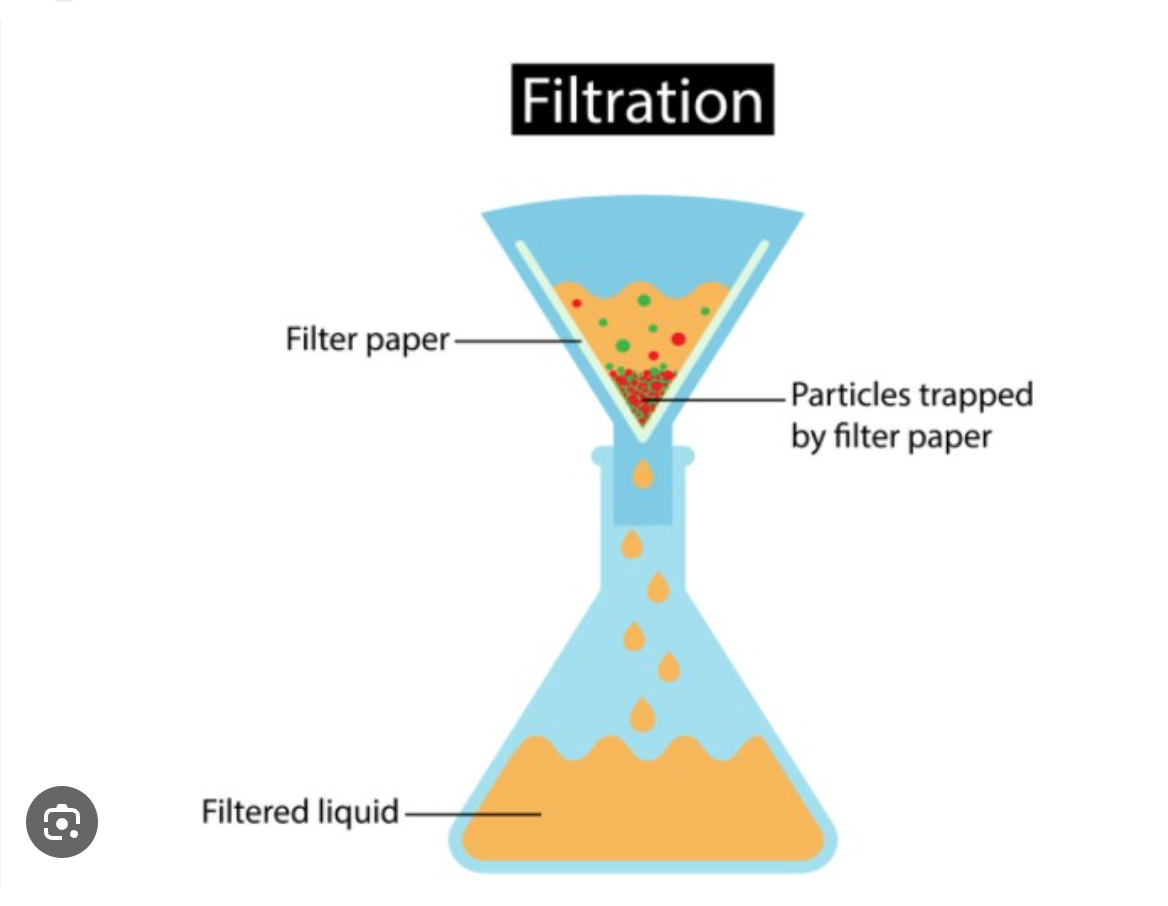 Filtration
Filter paper
Particles trapped
by filter paper
Filtered liquid